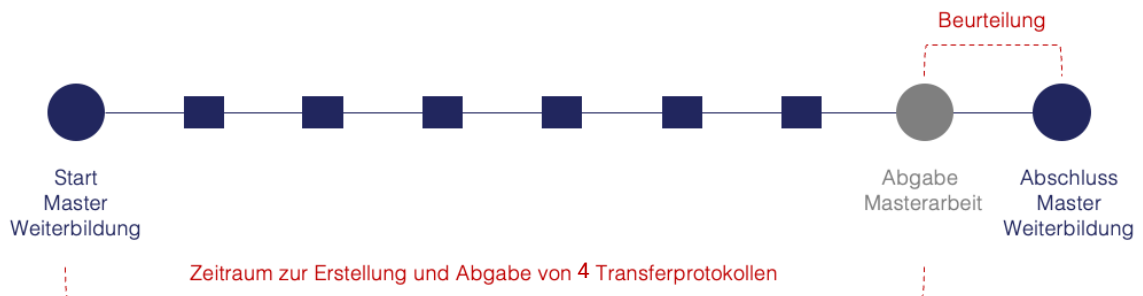 Beurteilung
Start
Master
Weiterbildung
Abgabe
Masterarbeit
Abschluss
Master
Weiterbildung
Zeitraum zur Erstellung und Abgabe von 4 Transferprotokollen